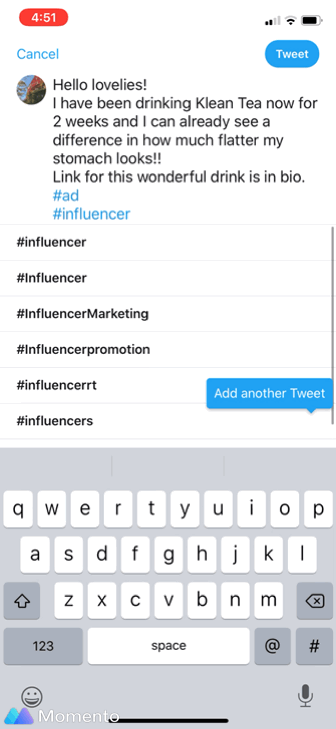 4:51
Cancel
Tweet
Hello lovelies!
I have been drinking Klean Tea now for
2 weeks and I can already see a
difference in how much flatter my
stomach looks!!
Link for this wonderful drink is in bio.
#ad
#influencer
#influencer
#Influencer
#InfluencerMarketing
#Influencerpromotion
#influencerrt
Add another Tweet
#influencers
q w e r t y u i o p
a s d f g h j k l
z x c v b n m
123 space @ #
Momento